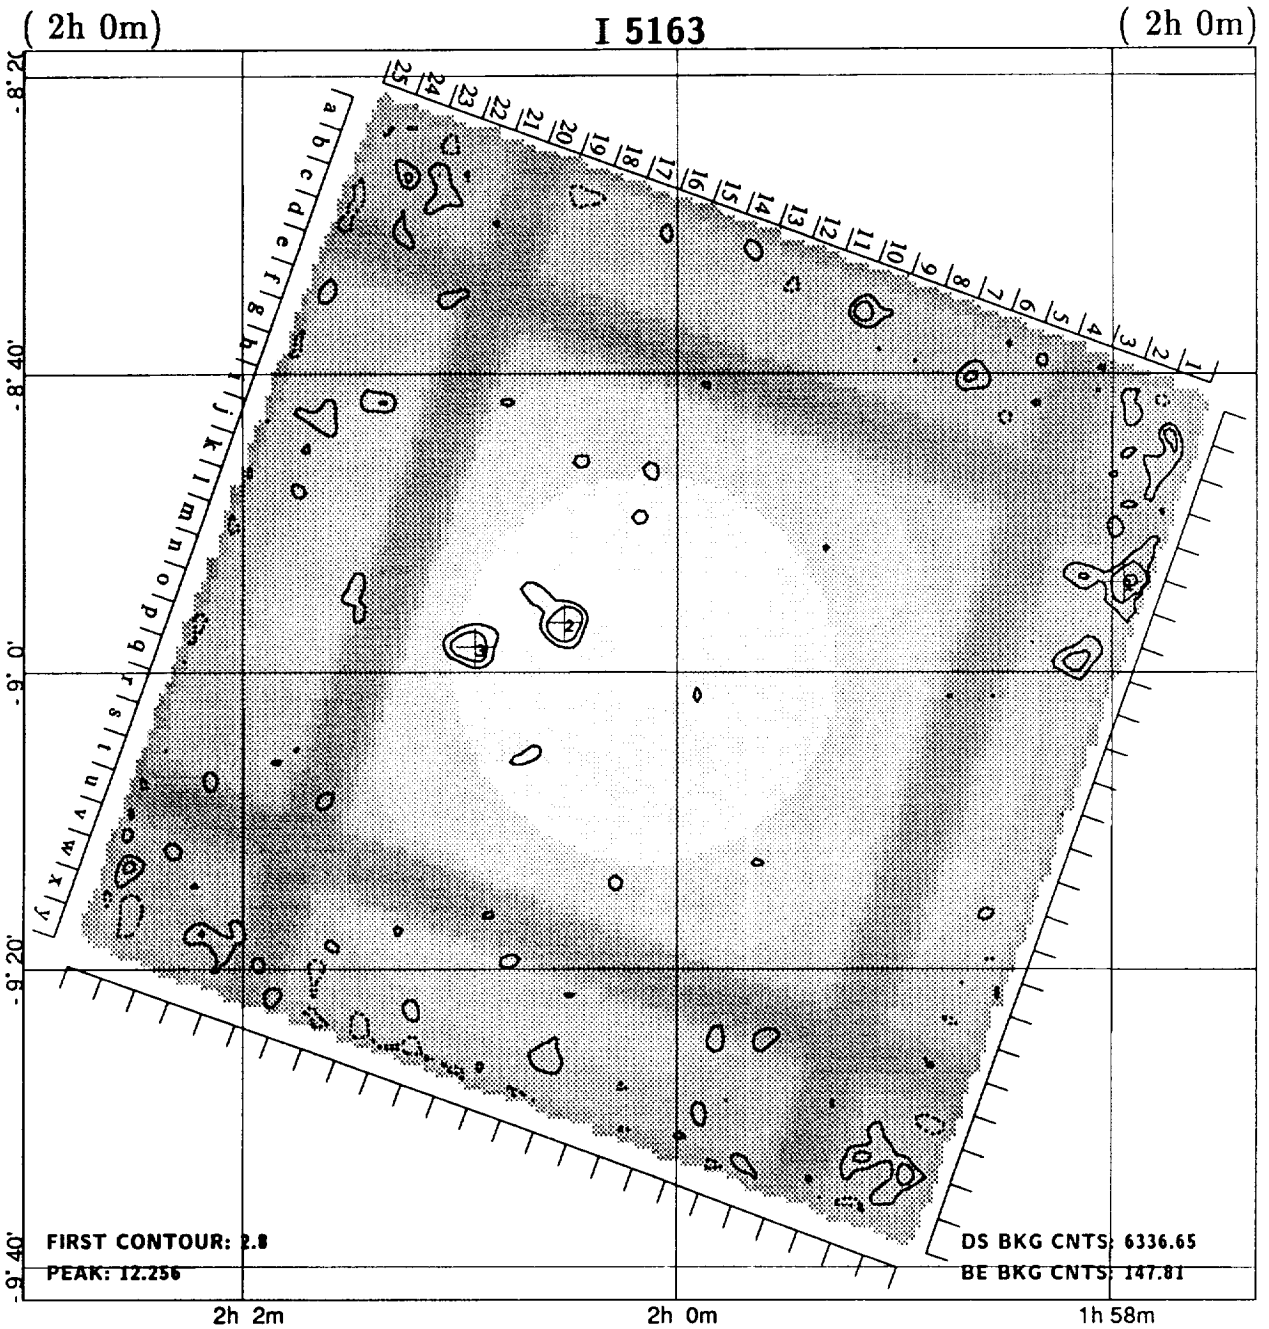 ( 2h 0m)
I 5163
( 2h 0m)
-8° 20
25 24 23 22 21 20 19 18 17 16 15 14 13 12 11 10 9 8 7 6 5 4 3 2 1
a b c d e f g h i j k l m n o p q r s t u v w x y
-8° 40'
2
3
-9° 0'
-9° 20'
-9° 40'
FIRST CONTOUR: 2.8
PEAK: 12.256
DS BKG CNTS: 6336.65
BE BKG CNTS: 147.81
2h 2m
2h 0m
1h 58m